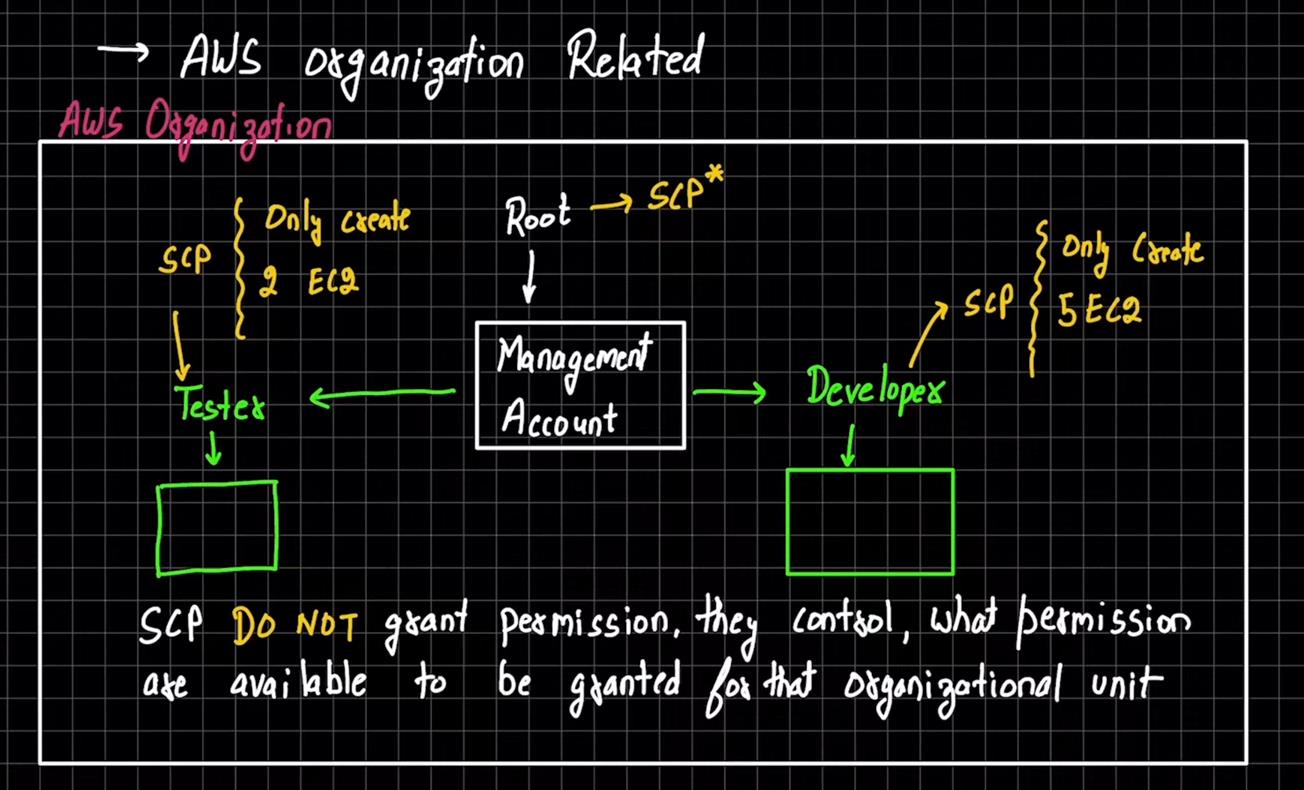 → AWS Organization Related
AWS Organization
SCP { Only Create
2 EC2
Root → SCP*
SCP { Only Create
5 EC2
Management
Account
Tester
Developer
SCP DO NOT grant permission, they control, what permission
are available to be granted for that organizational unit